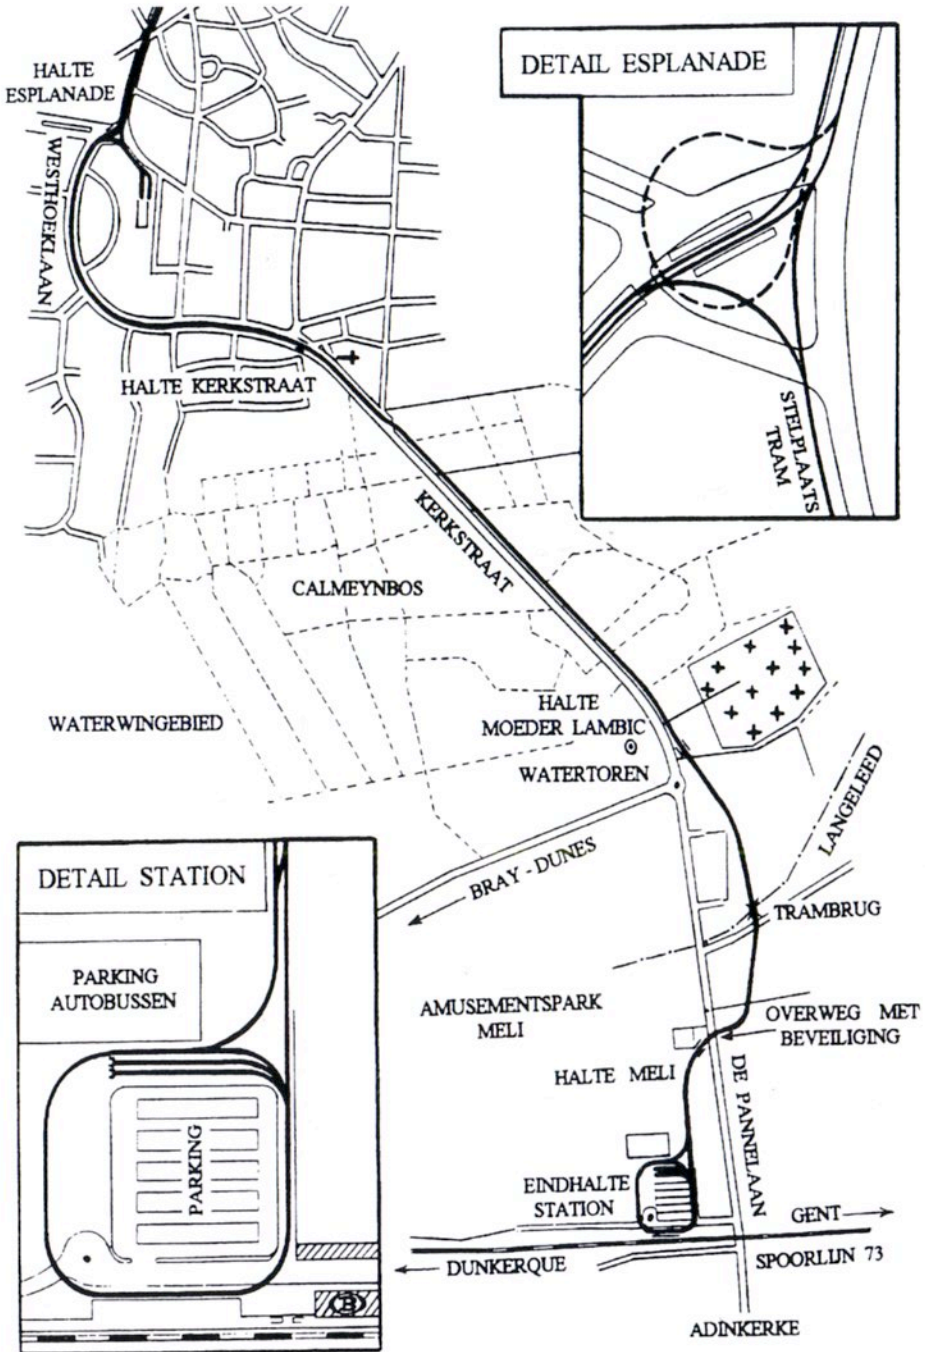 HALTE
ESPLANADE
DETAIL ESPLANADE
WESTHOEKLAAN
HALTE KERKSTRAAT
STELPLAATS
TRAM
KERKSTRAAT
CALMEYNBOS
WATERWINGEBIED
HALTE
MOEDER LAMBIC
WATERTOREN
LANGELEED
BRAY - DUNES
TRAMBRUG
DETAIL STATION
PARKING
AUTOBUSSEN
AMUSEMENTSPARK
MELI
OVERWEG MET
BEVEILIGING
HALTE MELI
DE PANNELAAN
PARKING
EINDHALTE
STATION
GENT
DUNKERQUE
SPOORLIJN 73
B
ADINKERKE